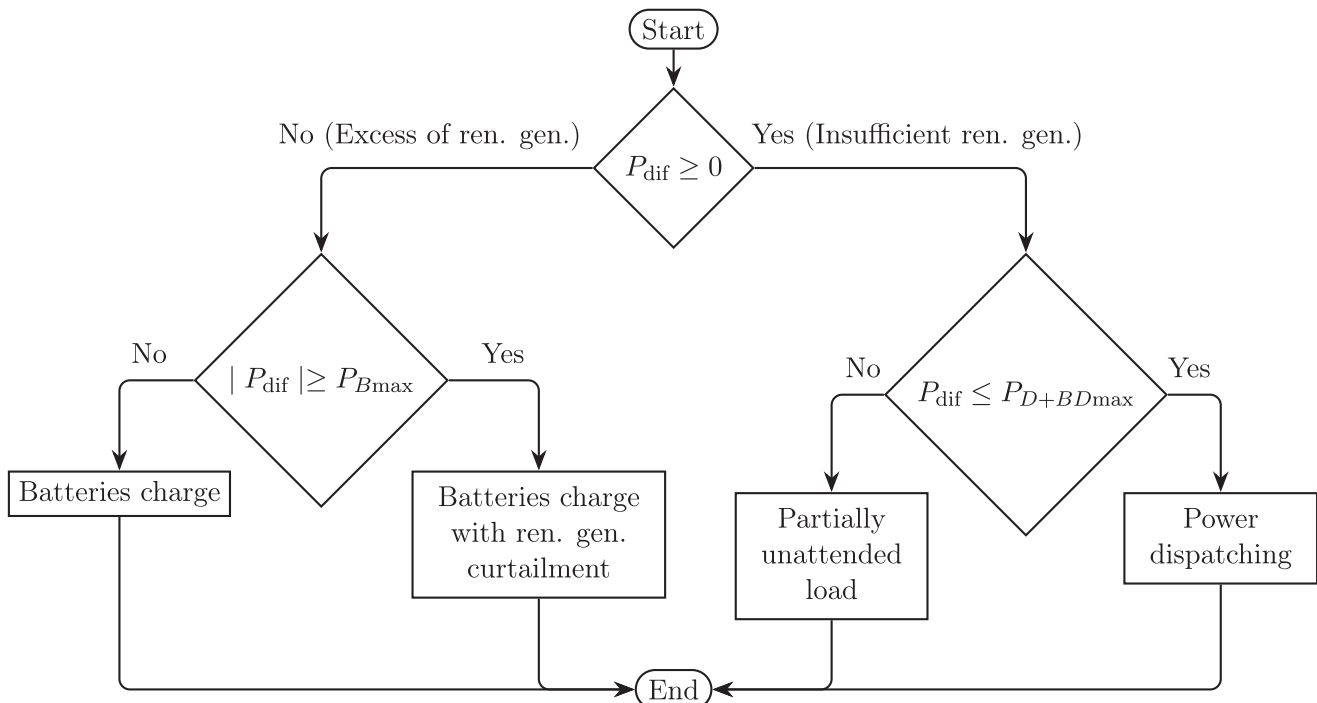 Start
No (Excess of ren. gen.)
Yes (Insufficient ren. gen.)
P_dif ≥ 0
No
| P_dif |≥ P_Bmax
Yes
No
P_dif ≤ P_D+BDmax
Yes
Batteries charge
Batteries charge
with ren. gen.
curtailment
Partially
unattended
load
Power
dispatching
End